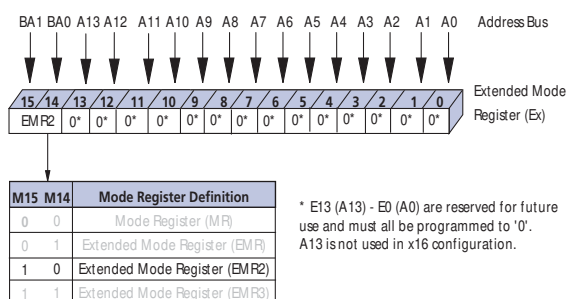 BA1 BA0 A13 A12 A11 A10 A9 A8 A7 A6 A5 A4 A3 A2 A1 A0 Address Bus
15 14 13 12 11 10 9 8 7 6 5 4 3 2 1 0 Extended Mode
EMR2 0* 0* 0* 0* 0* 0* 0* 0* 0* 0* 0* 0* 0* 0* Register (Ex)
M15 M14 Mode Register Definition
0 0 Mode Register (MR)
0 1 Extended Mode Register (EMR)
1 0 Extended Mode Register (EMR2)
1 1 Extended Mode Register (EMR3)
* E13 (A13) - E0 (A0) are reserved for future
use and must all be programmed to '0'.
A13 is not used in x16 configuration.